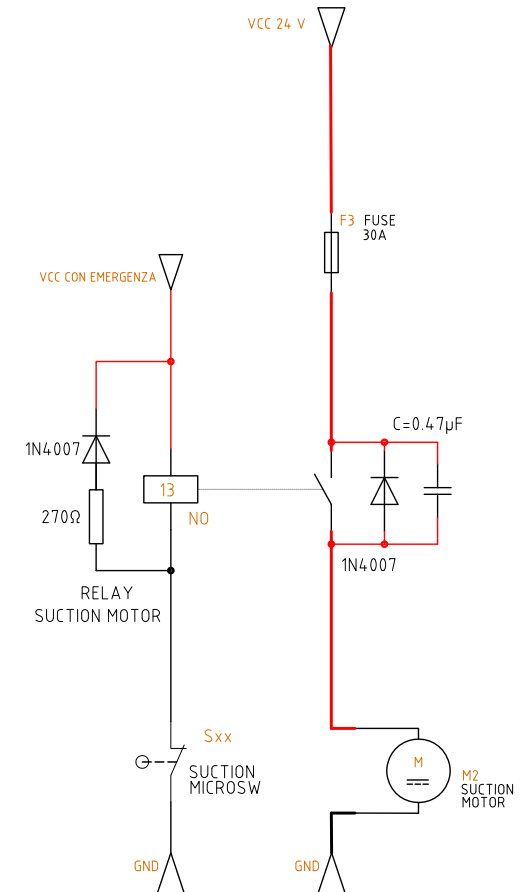 VCC 24 V
F3 FUSE
30A
VCC CON EMERGENZA
C=0.47µF
1N4007
13
270Ω
NO
1N4007
RELAY
SUCTION MOTOR
Sxx
SUCTION
MICROSW
M
M2
SUCTION
MOTOR
GND
GND